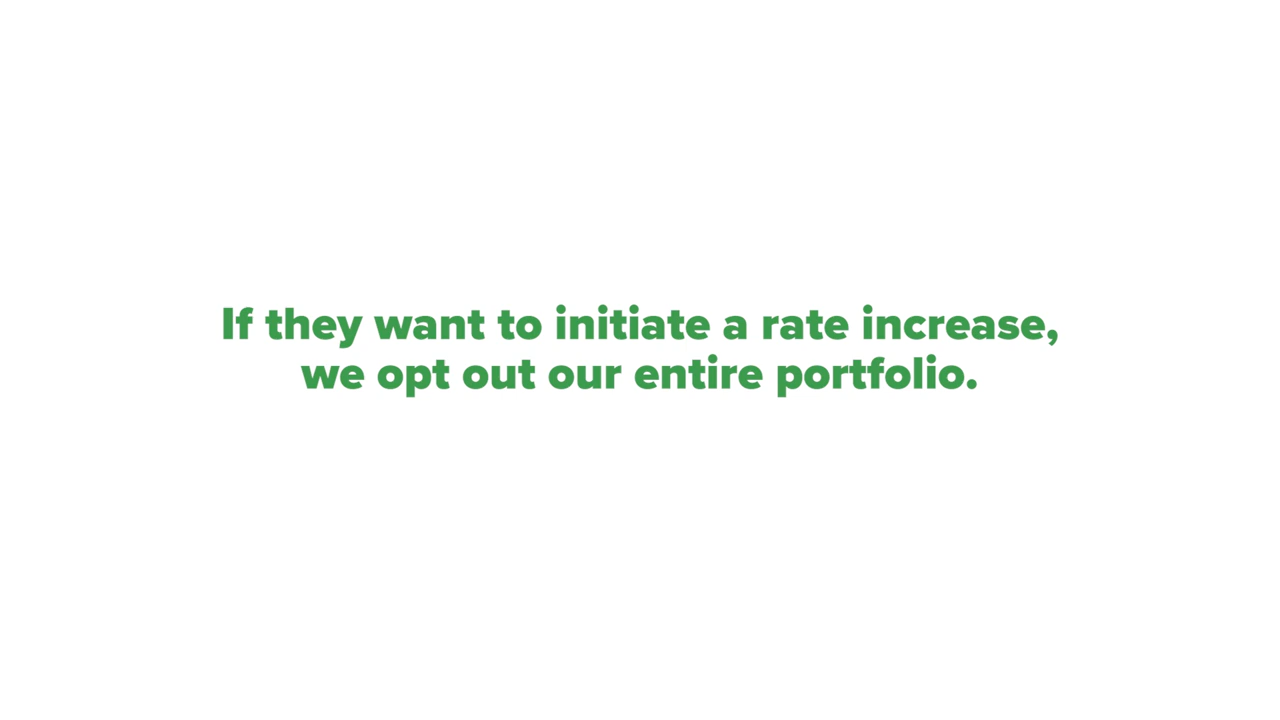 If they want to initiate a rate increase,
we opt out our entire portfolio.